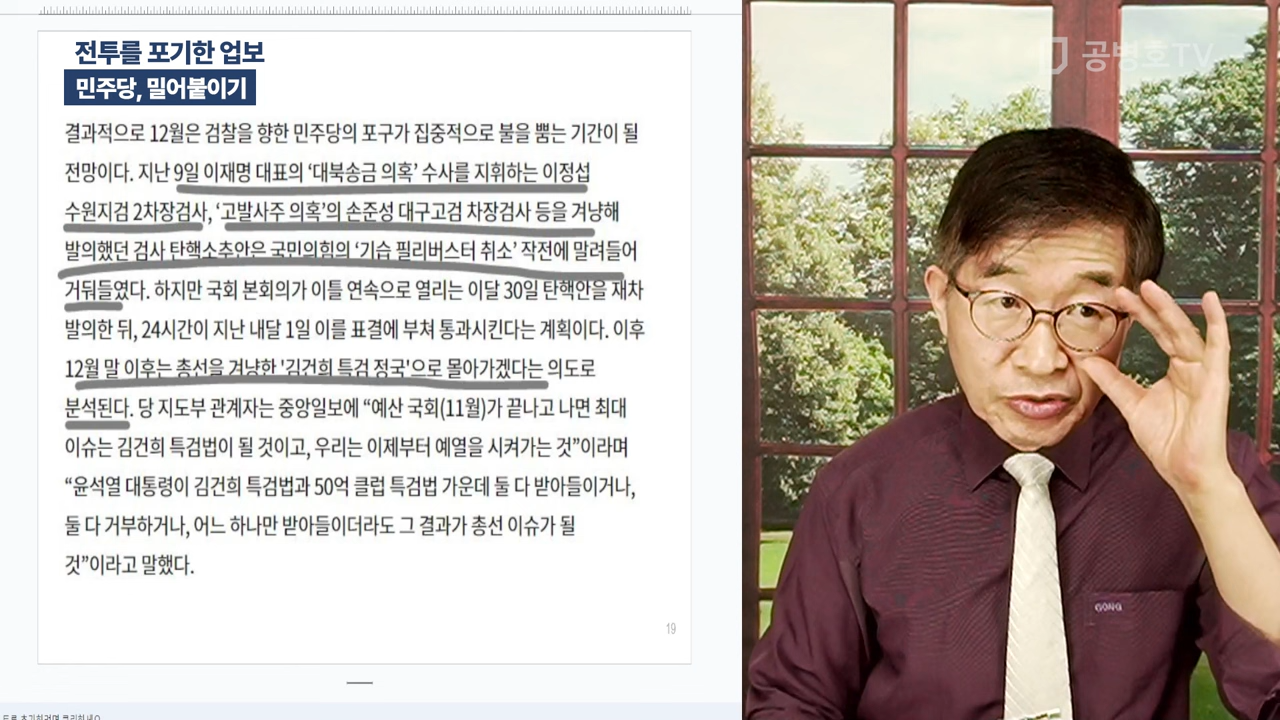 전투를 포기한 업보
민주당, 밀어붙이기
결과적으로 12월은 검찰을 향한 민주당의 포구가 집중적으로 불을 뿜는 기간이 될
전망이다. 지난 9일 이재명 대표의 ‘대북송금 의혹’ 수사를 지휘하는 이정섭
수원지검 2차장검사, ‘고발사주 의혹’의 손준성 대구고검 차장검사 등을 겨냥해
발의했던 검사 탄핵소추안은 국민의힘의 ‘기습 필리버스터 취소’ 작전에 말려들어
거둬들였다. 하지만 국회 본회의가 이틀 연속으로 열리는 이달 30일 탄핵안을 재차
발의한 뒤, 24시간이 지난 내달 1일 이를 표결에 부쳐 통과시킨다는 계획이다. 이후
12월 말 이후는 총선을 겨냥한 '김건희 특검 정국'으로 몰아가겠다는 의도로
분석된다. 당 지도부 관계자는 중앙일보에 “예산 국회(11월)가 끝나고 나면 최대
이슈는 김건희 특검법이 될 것이고, 우리는 이제부터 예열을 시켜가는 것”이라며
“윤석열 대통령이 김건희 특검법과 50억 클럽 특검법 가운데 둘 다 받아들이거나,
둘 다 거부하거나, 어느 하나만 받아들이더라도 그 결과가 총선 이슈가 될
것”이라고 말했다.
19
공병호TV
GONG